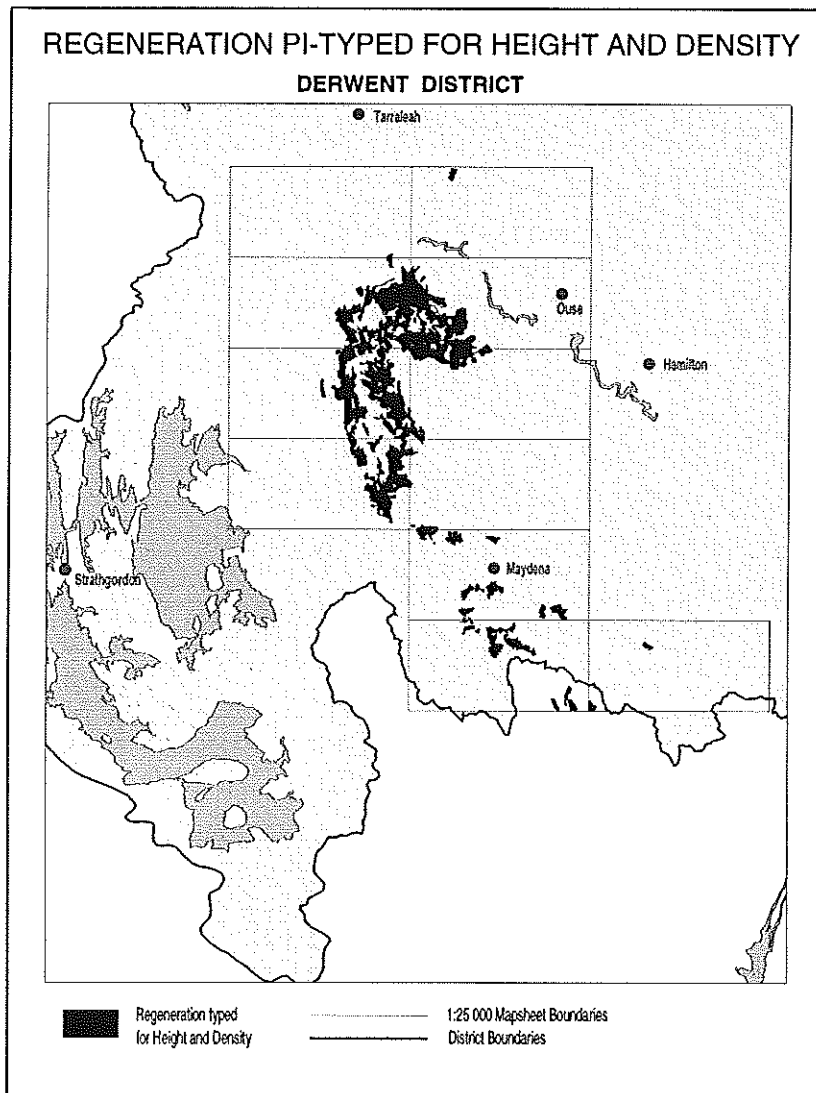 REGENERATION PI-TYPED FOR HEIGHT AND DENSITY
DERWENT DISTRICT
Tarraleah
Ouse
Hamilton
Strathgordon
Maydena
Regeneration typed
for Height and Density
1:25 000 Mapsheet Boundaries
District Boundaries